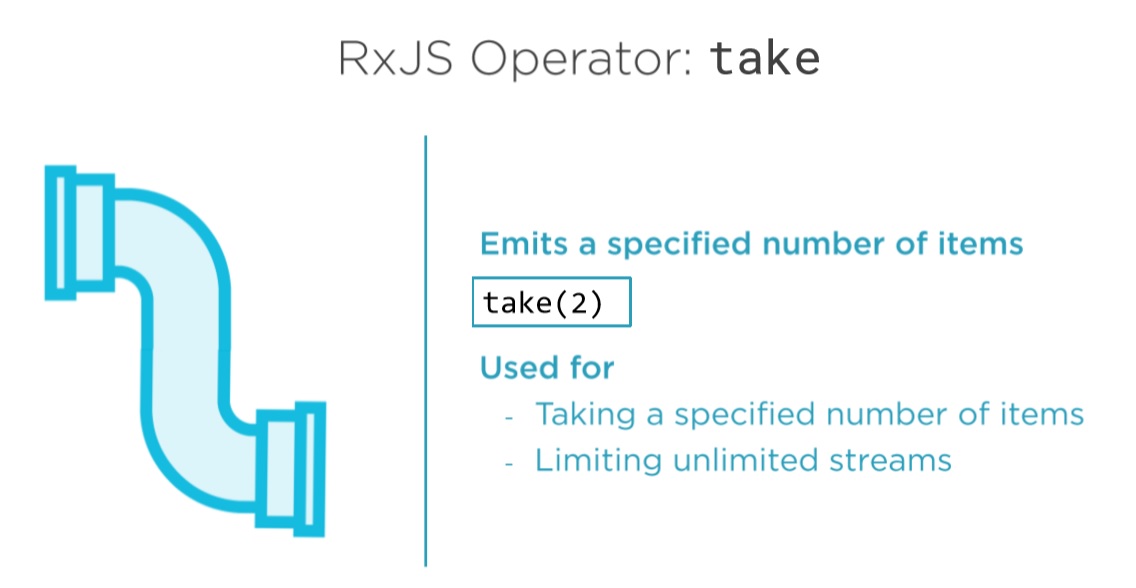 RxJS Operator: take
Emits a specified number of items
take(2)
Used for
- Taking a specified number of items
- Limiting unlimited streams